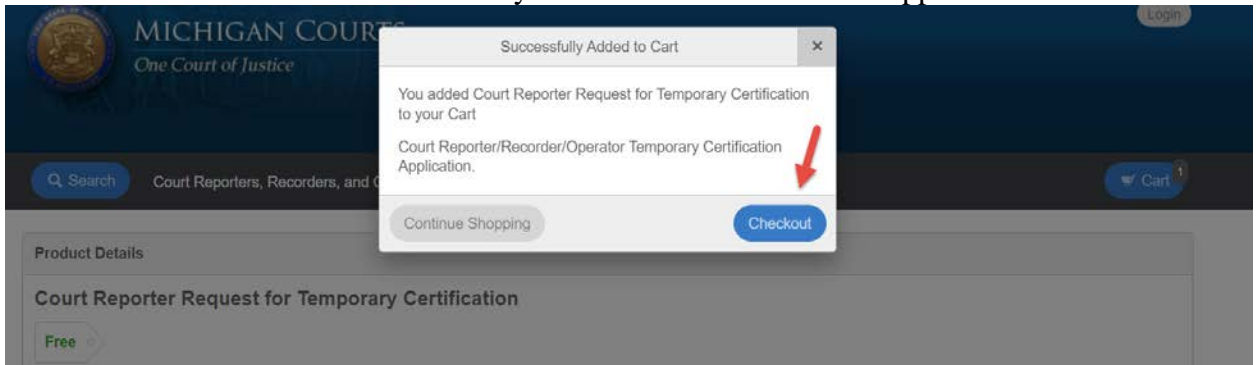 Login
MICHIGAN COURTS
One Court of Justice
Successfully Added to Cart
×
You added Court Reporter Request for Temporary Certification
to your Cart
Court Reporter/Recorder/Operator Temporary Certification
Application.
Search
Court Reporters, Recorders, and
Cart 1
Continue Shopping
Checkout
Product Details
Court Reporter Request for Temporary Certification
Free